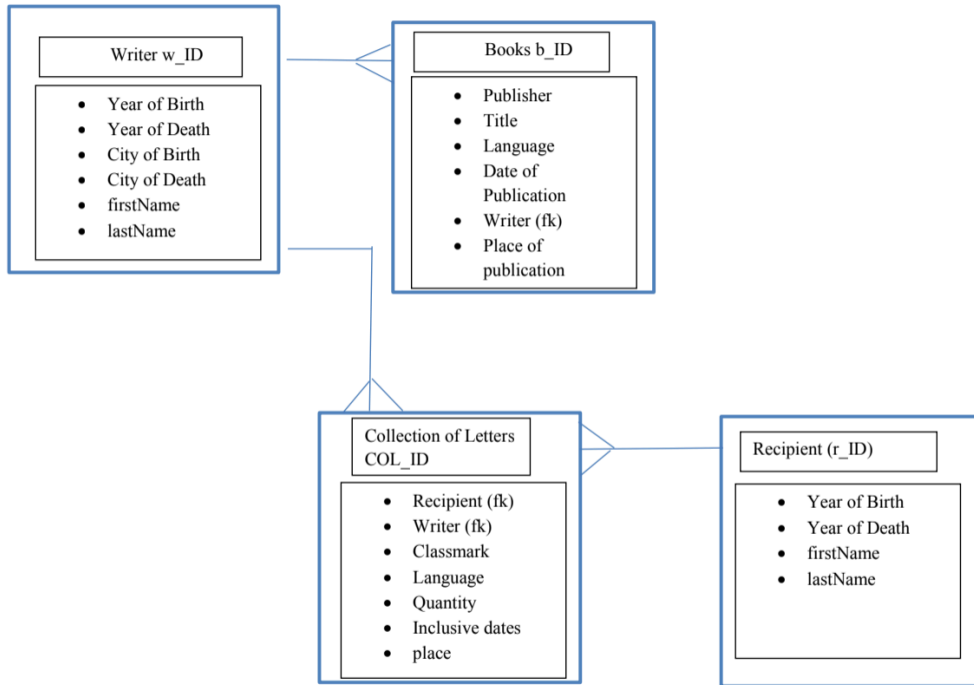 Writer w_ID
• Year of Birth
• Year of Death
• City of Birth
• City of Death
• firstName
• lastName
Books b_ID
• Publisher
• Title
• Language
• Date of
Publication
• Writer (fk)
• Place of
publication
Collection of Letters
COL_ID
• Recipient (fk)
• Writer (fk)
• Classmark
• Language
• Quantity
• Inclusive dates
• place
Recipient (r_ID)
• Year of Birth
• Year of Death
• firstName
• lastName